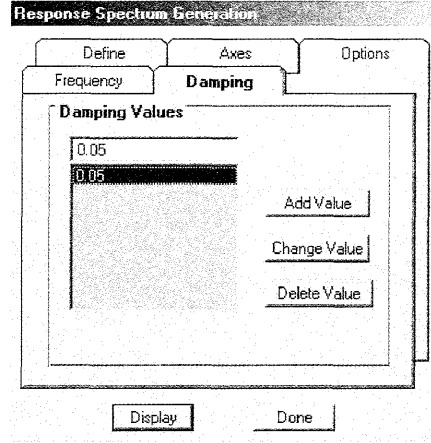 Response Spectrum Generation
Define Axes Options
Frequency Damping
Damping Values
0.05
0.05
Add Value
Change Value
Delete Value
Display Done